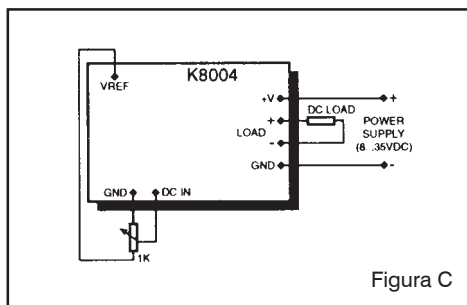 K8004
VREF
+V
+
DC LOAD
+
LOAD
-
POWER
SUPPLY
(8...35VDC)
GND
-
GND
DC IN
1K
Figura C